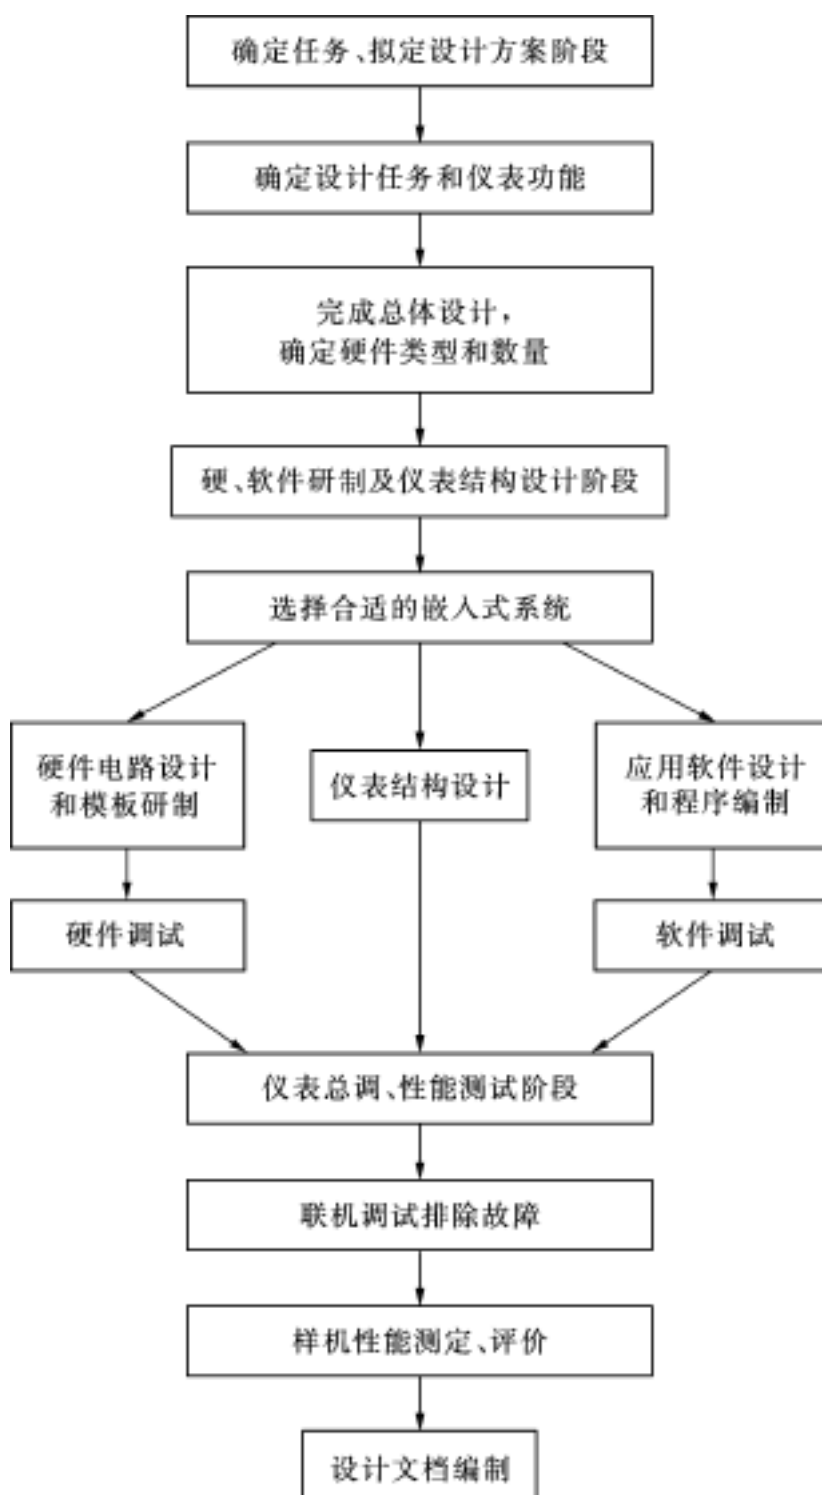 确定任务、拟定设计方案阶段
确定设计任务和仪表功能
完成总体设计，
确定硬件类型和数量
硬、软件研制及仪表结构设计阶段
选择合适的嵌入式系统
硬件电路设计
和模板研制
仪表结构设计
应用软件设计
和程序编制
硬件调试
软件调试
仪表总调、性能测试阶段
联机调试排除故障
样机性能测定、评价
设计文档编制